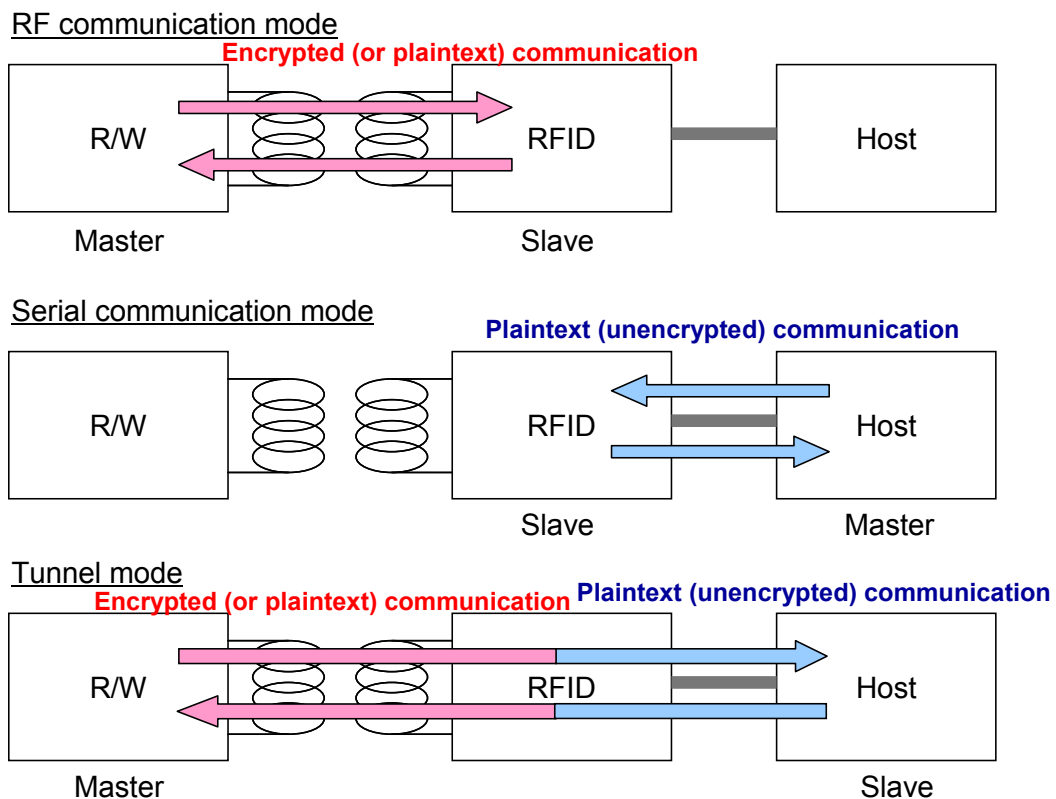 RF communication mode
Encrypted (or plaintext) communication
R/W
RFID
Host
Master
Slave
Serial communication mode
Plaintext (unencrypted) communication
R/W
RFID
Host
Slave
Master
Tunnel mode
Encrypted (or plaintext) communication
Plaintext (unencrypted) communication
R/W
RFID
Host
Master
Slave